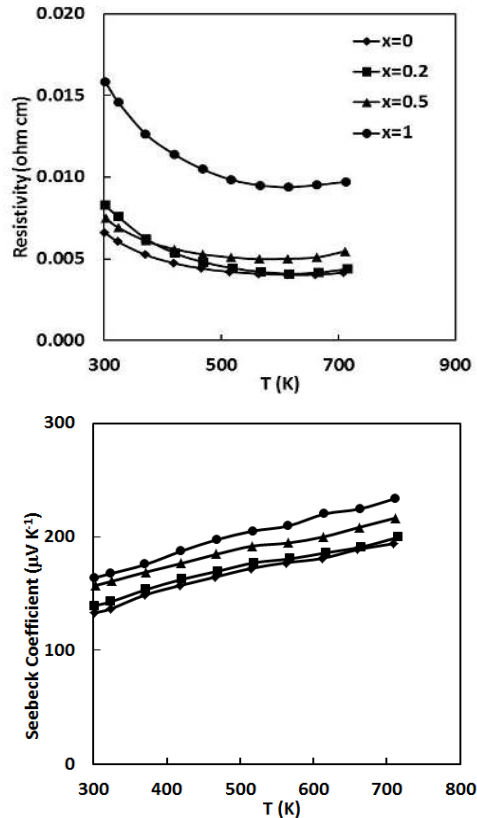 0.020
x=0
x=0.2
0.015
x=0.5
x=1
0.010
0.005
0.000
300 500 700 900
T (K)
Resistivity (ohm cm)
300
200
100
0
300 400 500 600 700 800
T (K)
Seebeck Coefficient (μV K⁻¹)